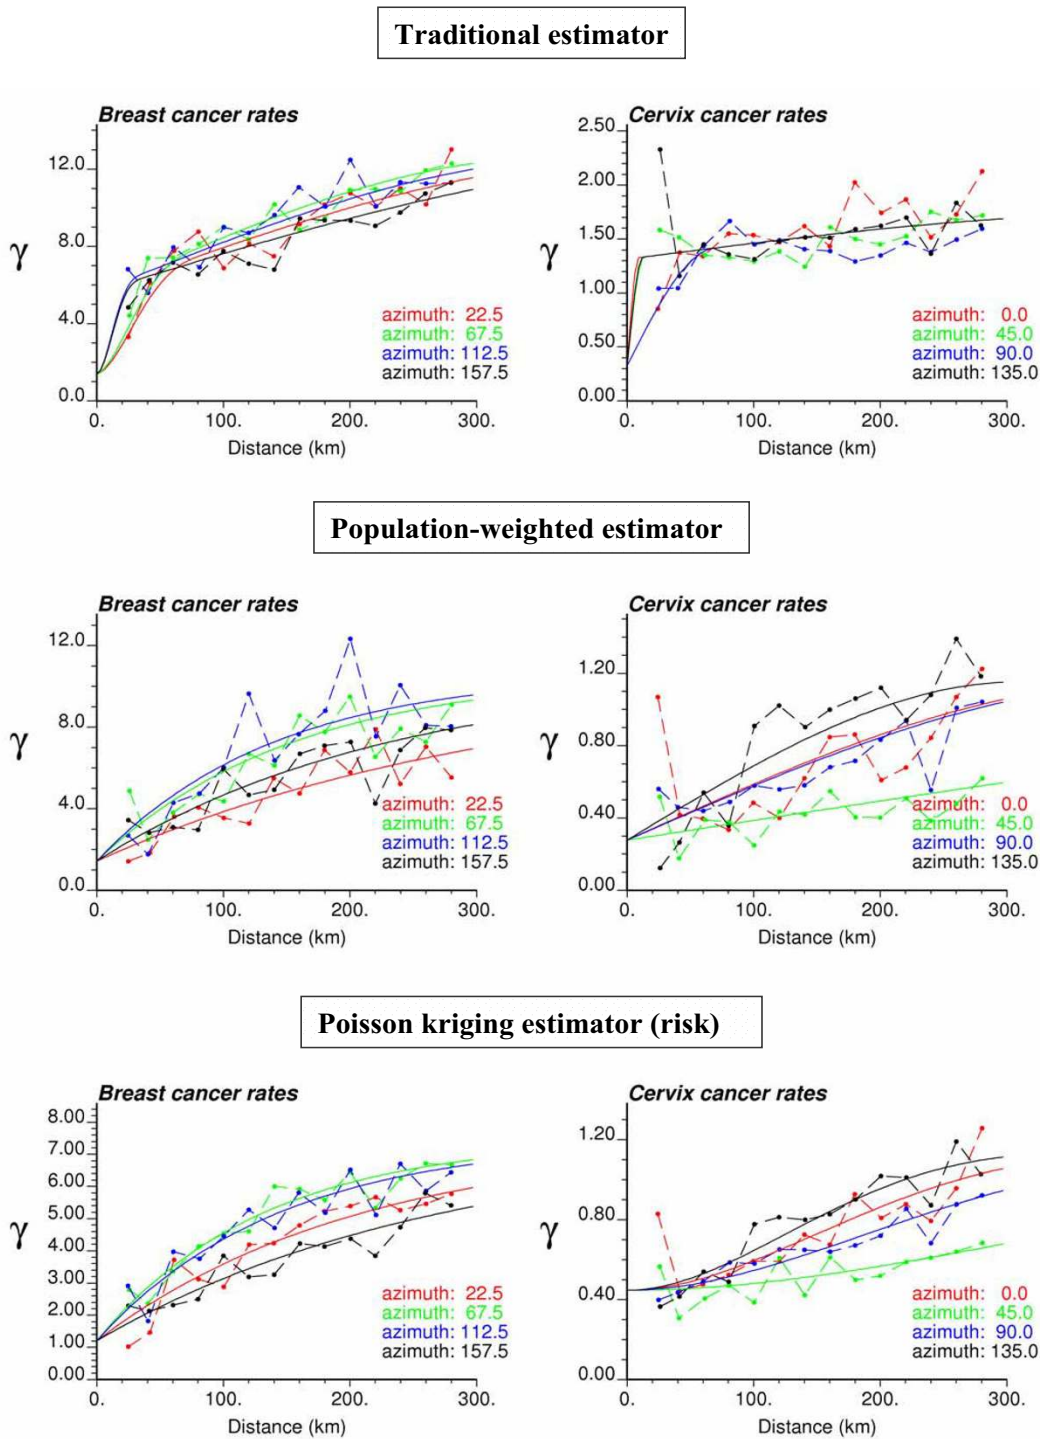 Traditional estimator
Breast cancer rates
12.0
8.0
4.0
0.0
γ
azimuth: 22.5
azimuth: 67.5
azimuth: 112.5
azimuth: 157.5
0. 100. 200. 300.
Distance (km)
Cervix cancer rates
2.50
2.00
1.50
1.00
0.50
0.00
γ
azimuth: 0.0
azimuth: 45.0
azimuth: 90.0
azimuth: 135.0
0. 100. 200. 300.
Distance (km)
Population-weighted estimator
Breast cancer rates
12.0
8.0
4.0
0.0
γ
azimuth: 22.5
azimuth: 67.5
azimuth: 112.5
azimuth: 157.5
0. 100. 200. 300.
Distance (km)
Cervix cancer rates
1.20
0.80
0.40
0.00
γ
azimuth: 0.0
azimuth: 45.0
azimuth: 90.0
azimuth: 135.0
0. 100. 200. 300.
Distance (km)
Poisson kriging estimator (risk)
Breast cancer rates
8.00
7.00
6.00
5.00
4.00
3.00
2.00
1.00
0.00
γ
azimuth: 22.5
azimuth: 67.5
azimuth: 112.5
azimuth: 157.5
0. 100. 200. 300.
Distance (km)
Cervix cancer rates
1.20
0.80
0.40
0.00
γ
azimuth: 0.0
azimuth: 45.0
azimuth: 90.0
azimuth: 135.0
0. 100. 200. 300.
Distance (km)